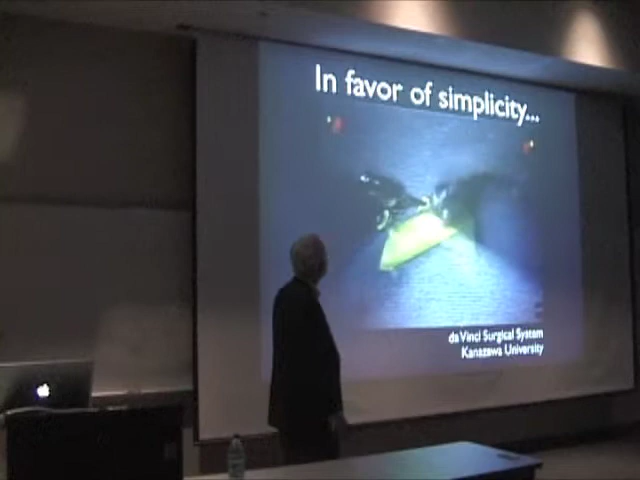 In favor of simplicity...
da Vinci Surgical System
Kanazawa University